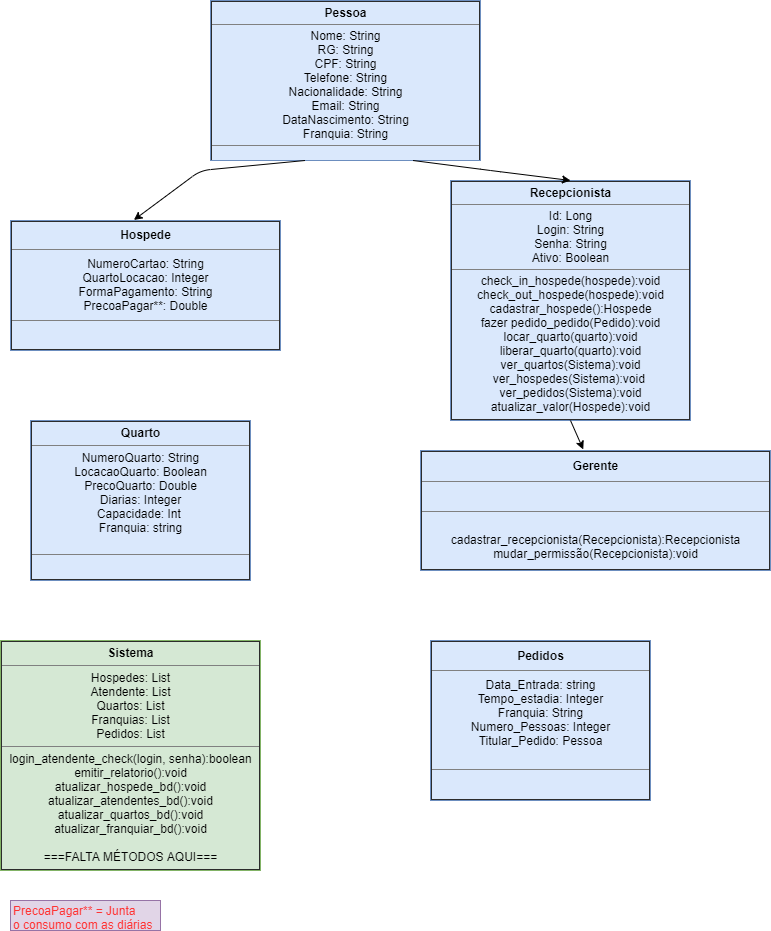 Pessoa
Nome: String
RG: String
CPF: String
Telefone: String
Nacionalidade: String
Email: String
DataNascimento: String
Franquia: String
Hospede
NumeroCartao: String
QuartoLocacao: Integer
FormaPagamento: String
PrecoaPagar**: Double
Recepcionista
Id: Long
Login: String
Senha: String
Ativo: Boolean
check_in_hospede(hospede):void
check_out_hospede(hospede):void
cadastrar_hospede():Hospede
fazer pedido_pedido(Pedido):void
locar_quarto(quarto):void
liberar_quarto(quarto):void
ver_quartos(Sistema):void
ver_hospedes(Sistema):void
ver_pedidos(Sistema):void
atualizar_valor(Hospede):void
Quarto
NumeroQuarto: String
LocacaoQuarto: Boolean
PrecoQuarto: Double
Diarias: Integer
Capacidade: Int
Franquia: string
Gerente
cadastrar_recepcionista(Recepcionista):Recepcionista
mudar_permissão(Recepcionista):void
Sistema
Hospedes: List
Atendente: List
Quartos: List
Franquias: List
Pedidos: List
login_atendente_check(login, senha):boolean
emitir_relatorio():void
atualizar_hospede_bd():void
atualizar_atendentes_bd():void
atualizar_quartos_bd():void
atualizar_franquiar_bd():void
===FALTA MÉTODOS AQUI===
Pedidos
Data_Entrada: string
Tempo_estadia: Integer
Franquia: String
Numero_Pessoas: Integer
Titular_Pedido: Pessoa
PrecoaPagar** = Junta
o consumo com as diárias